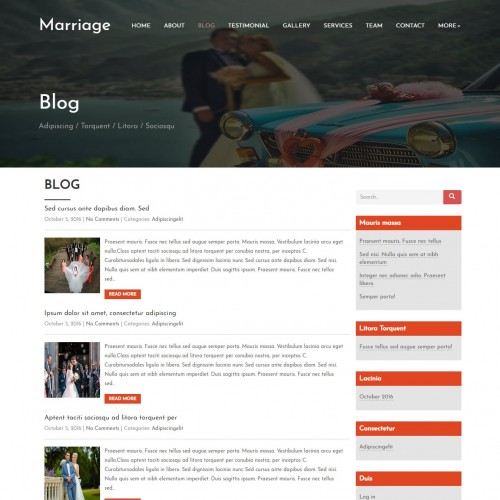 Marriage
HOME ABOUT BLOG TESTIMONIAL GALLERY SERVICES TEAM CONTACT MORE+
Blog
Adipiscing / Torquent / Litora / Sociosqu
BLOG
Sed cursus ante dapibus diam. Sed
October 5, 2016 | No Comments | Categories: Adipiscingelit
Praesent mauris. Fusce nec tellus sed augue semper porta. Mauris massa. Vestibulum lacinia arcu eget
nulla.Class aptent taciti sociosqu ad litora torquent per conubia nostra, per inceptos C.
Curabitursodales ligula in libero. Sed dignissim lacinia nunc Sed cursus ante dapibus diam. Sed nisi.
Nulla quis sem at nibh elementum imperdiet. Duis sagittis ipsum. Praesent mauris. Fusce nec tellus
sed...
READ MORE
Ipsum dolor sit amet, consectetur adipiscing
October 5, 2016 | No Comments | Categories: Adipiscingelit
Praesent mauris. Fusce nec tellus sed augue semper porta. Mauris massa. Vestibulum lacinia arcu eget
nulla.Class aptent taciti sociosqu ad litora torquent per conubia nostra, per inceptos C.
Curabitursodales ligula in libero. Sed dignissim lacinia nunc Sed cursus ante dapibus diam. Sed nisi.
Nulla quis sem at nibh elementum imperdiet. Duis sagittis ipsum. Praesent mauris. Fusce nec tellus
sed...
READ MORE
Aptent taciti sociosqu ad litora torquent per
October 5, 2016 | No Comments | Categories: Adipiscingelit
Praesent mauris. Fusce nec tellus sed augue semper porta. Mauris massa. Vestibulum lacinia arcu eget
nulla.Class aptent taciti sociosqu ad litora torquent per conubia nostra, per inceptos C.
Curabitursodales ligula in libero. Sed dignissim lacinia nunc Sed cursus ante dapibus diam. Sed nisi.
Nulla quis sem at nibh elementum imperdiet. Duis sagittis ipsum. Praesent mauris. Fusce nec tellus
Search...
Mauris massa
Praesent mauris. Fusce nec tellus
Sed nisi. Nulla quis sem at nibh
elementum
Integer nec odionec odio. Praesent
libero
Semper porta!
Litora Torquent
Fusce tellus sed augue semper porta!
Lacinia
October 2016
Consectetur
Adipiscingelit
Duis
Log in